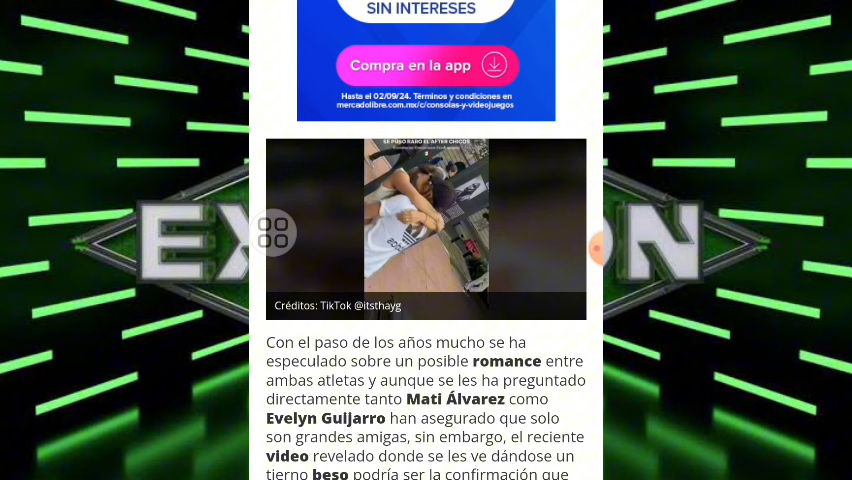 SIN INTERESES
Compra en la app
Hasta el 02/09/24. Términos y condiciones en
mercadolibre.com.mx/c/consolas-y-videojuegos
SE PUSO RARO EL AFTER CHICOS
EX
ON
adidas
Créditos: TikTok @itsthayg
Con el paso de los años mucho se ha
especulado sobre un posible romance entre
ambas atletas y aunque se les ha preguntado
directamente tanto Mati Álvarez como
Evelyn Guijarro han asegurado que solo
son grandes amigas, sin embargo, el reciente
video revelado donde se les ve dándose un
tierno beso podría ser la confirmación que